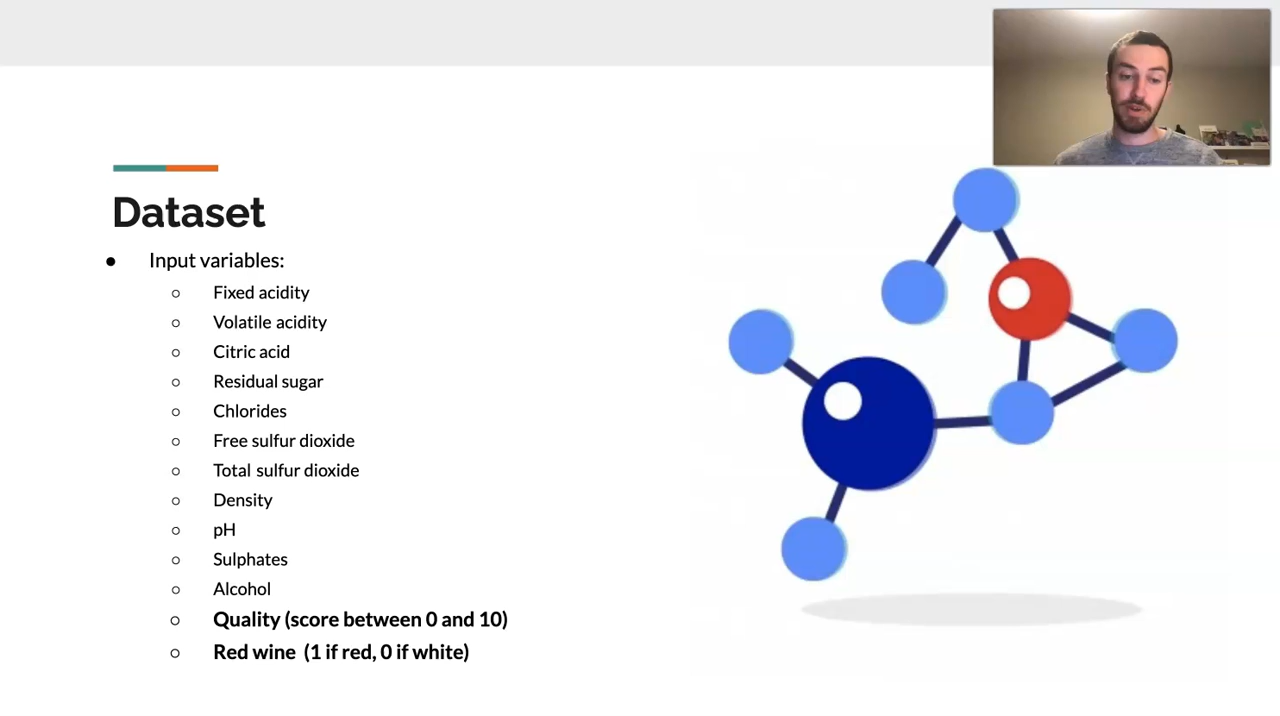 Dataset
● Input variables:
○ Fixed acidity
○ Volatile acidity
○ Citric acid
○ Residual sugar
○ Chlorides
○ Free sulfur dioxide
○ Total sulfur dioxide
○ Density
○ pH
○ Sulphates
○ Alcohol
○ Quality (score between 0 and 10)
○ Red wine (1 if red, 0 if white)